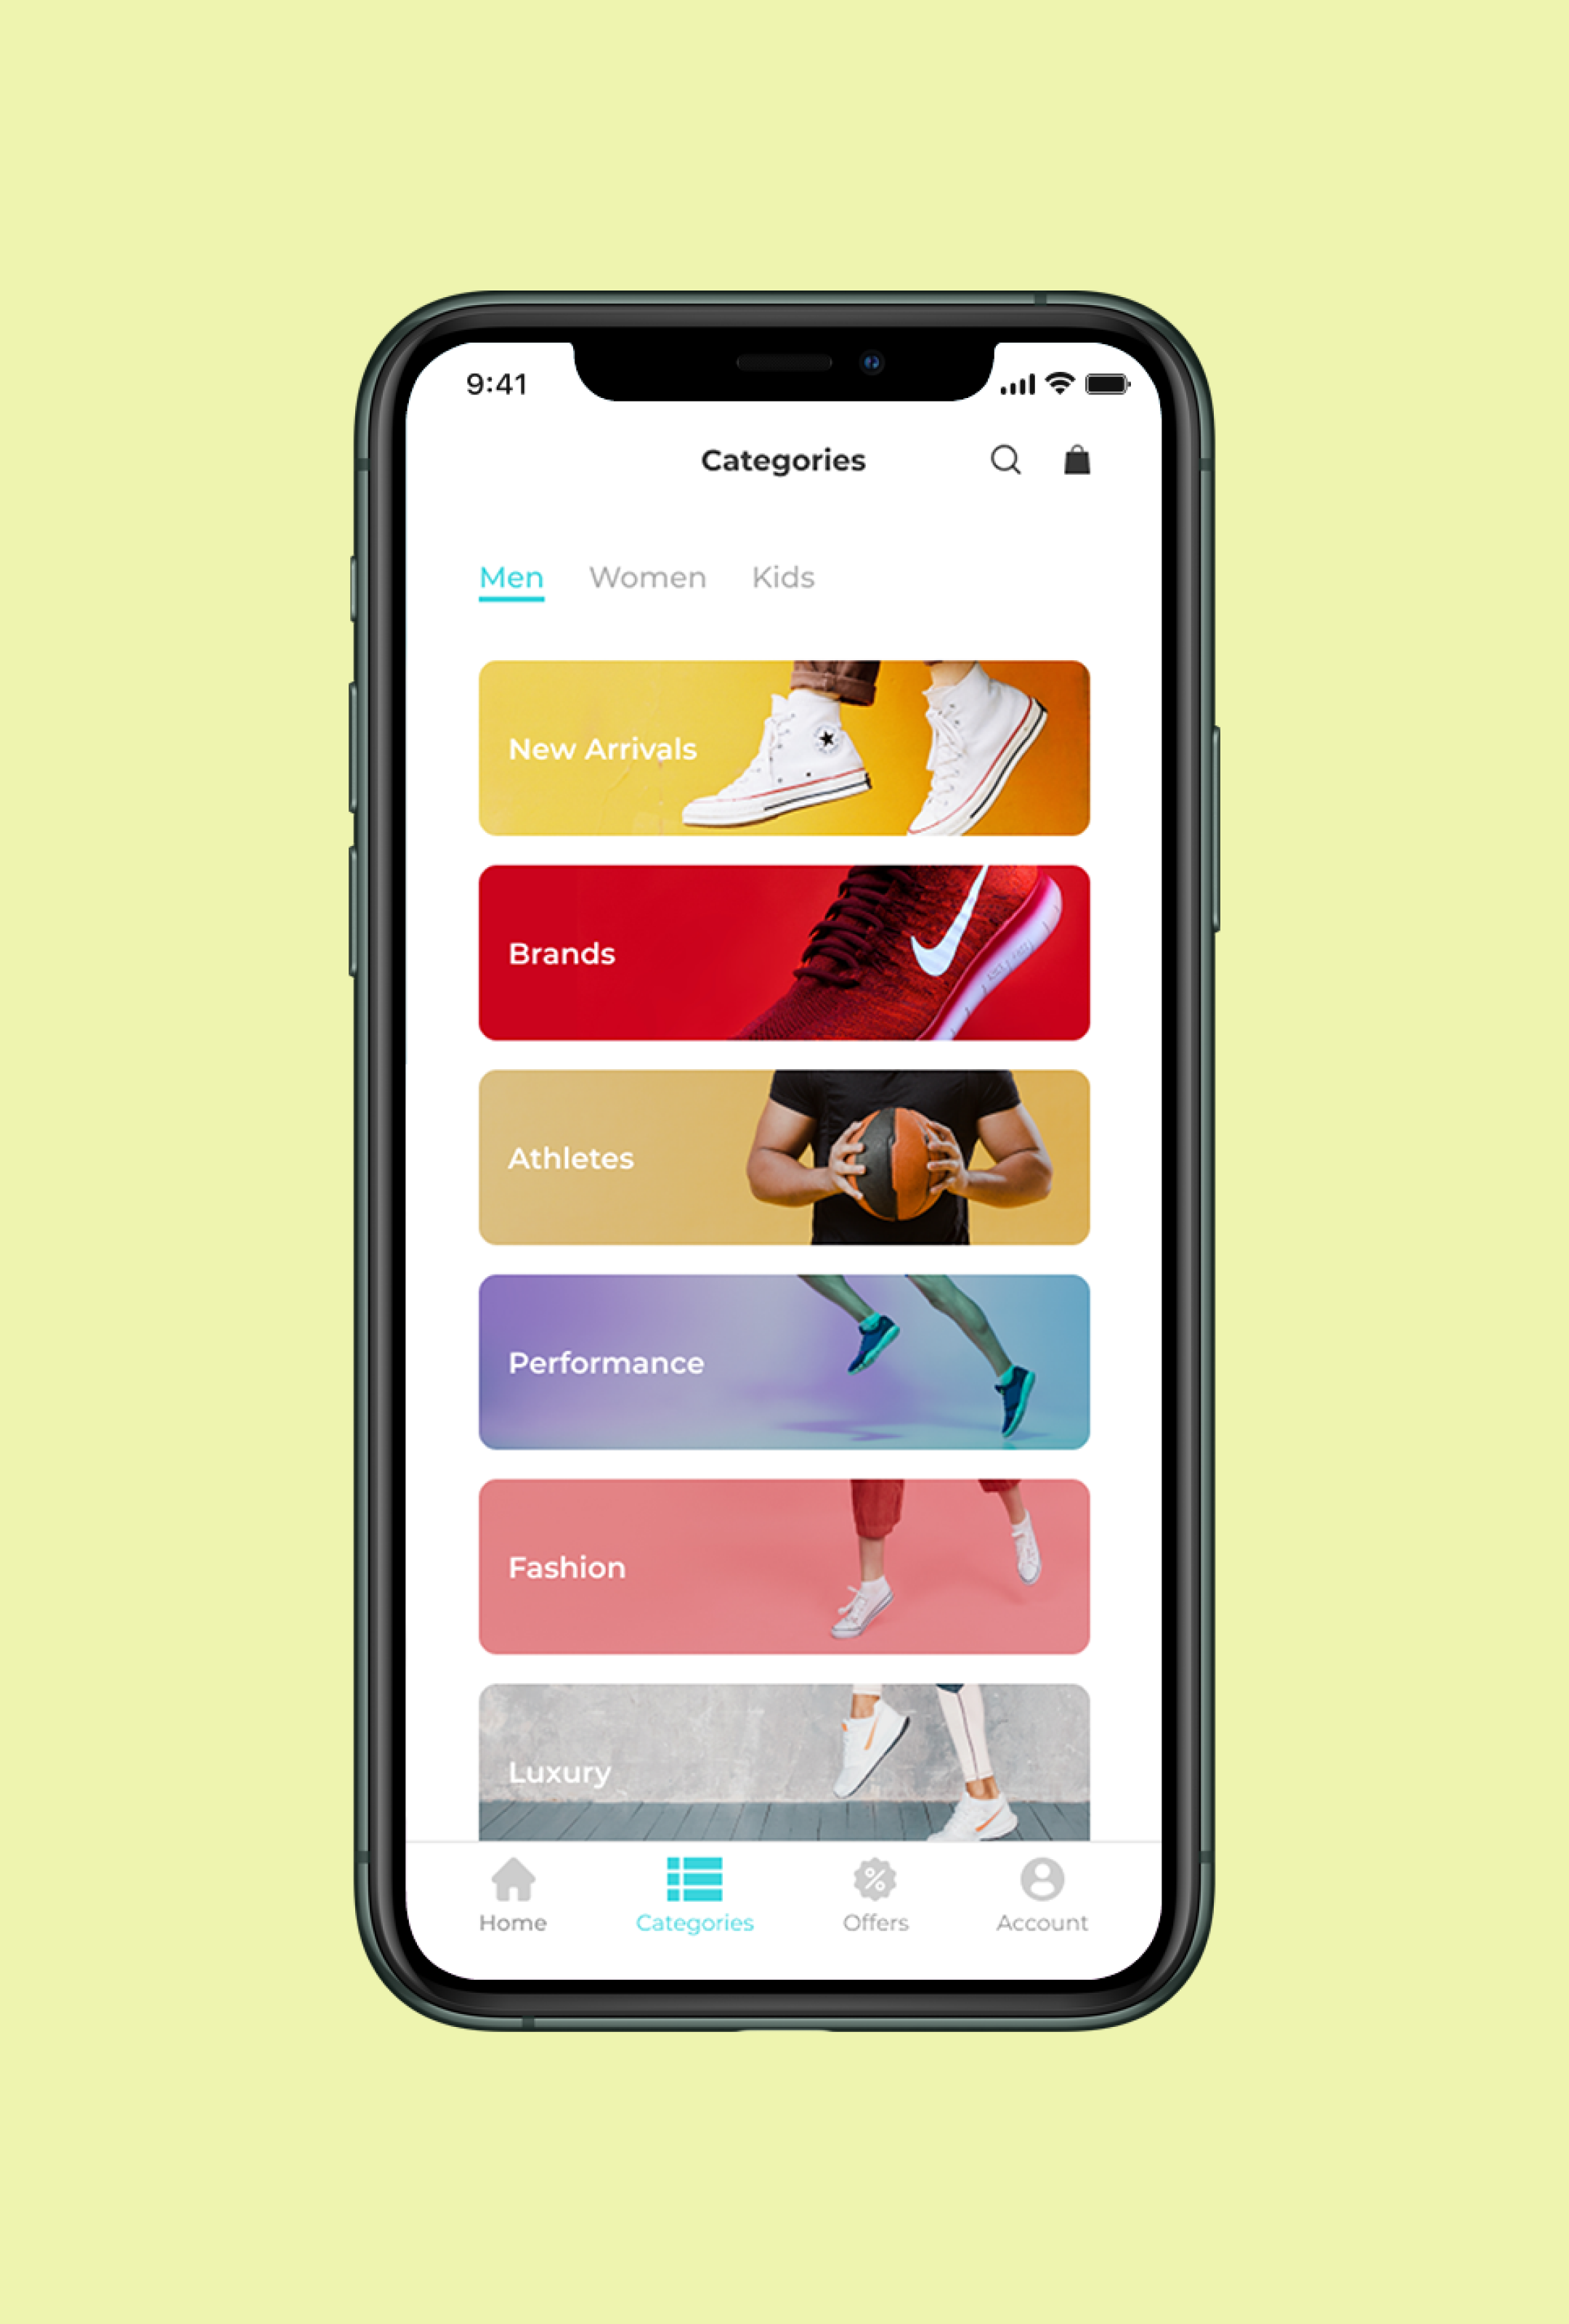 9:41
Categories
Men Women Kids
New Arrivals
Brands
Athletes
Performance
Fashion
Luxury
Home Categories Offers Account